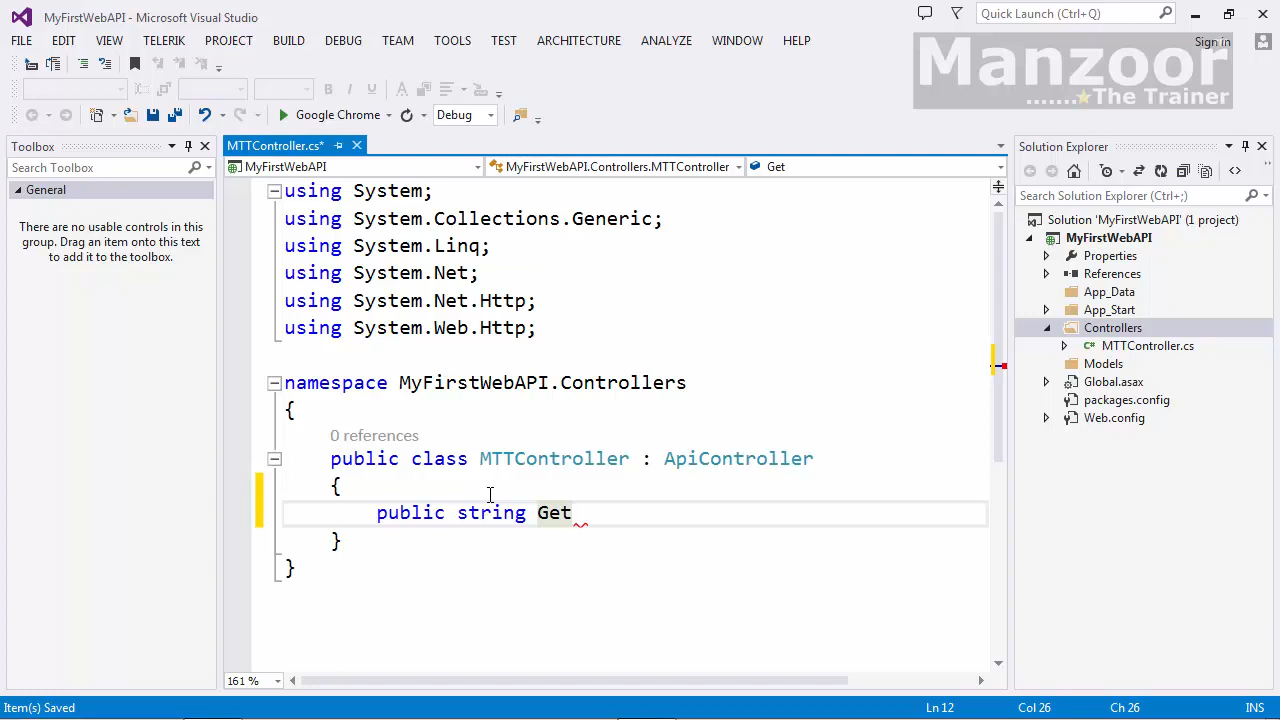 MyFirstWebAPI - Microsoft Visual Studio
Quick Launch (Ctrl+Q)
FILE EDIT VIEW TELERIK PROJECT BUILD DEBUG TEAM TOOLS TEST ARCHITECTURE ANALYZE WINDOW HELP
Sign in
Manzoor
.......The Trainer
Google Chrome
Debug
Toolbox
Search Toolbox
General
There are no usable controls in this
group. Drag an item onto this text
to add it to the toolbox.
MTTController.cs*
MyFirstWebAPI
MyFirstWebAPI.Controllers.MTTController
Get
using System;
using System.Collections.Generic;
using System.Linq;
using System.Net;
using System.Net.Http;
using System.Web.Http;
namespace MyFirstWebAPI.Controllers
{
0 references
public class MTTController : ApiController
{
public string Get
}
}
161 %
Solution Explorer
Search Solution Explorer (Ctrl+;)
Solution 'MyFirstWebAPI' (1 project)
MyFirstWebAPI
Properties
References
App_Data
App_Start
Controllers
C# MTTController.cs
Models
Global.asax
packages.config
Web.config
Item(s) Saved
Ln 12
Col 26
Ch 26
INS